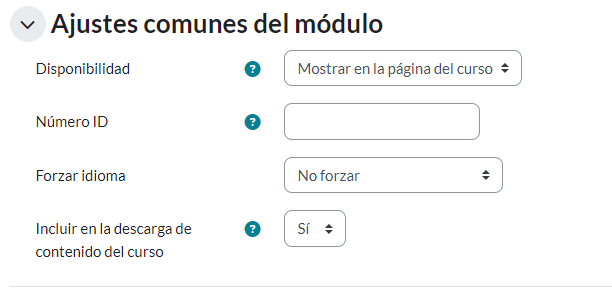 Ajustes comunes del módulo
Disponibilidad ? Mostrar en la página del curso
Número ID ?
Forzar idioma No forzar
Incluir en la descarga de ? Sí
contenido del curso